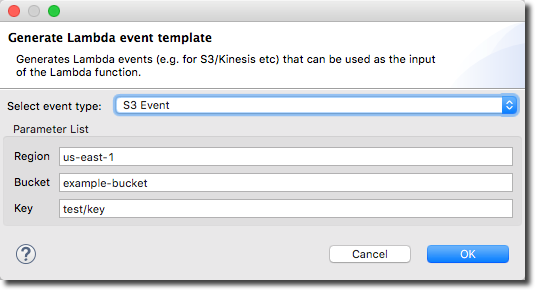 Generate Lambda event template
Generates Lambda events (e.g. for S3/Kinesis etc) that can be used as the input
of the Lambda function.
Select event type: S3 Event
Parameter List
Region us-east-1
Bucket example-bucket
Key test/key
? Cancel OK